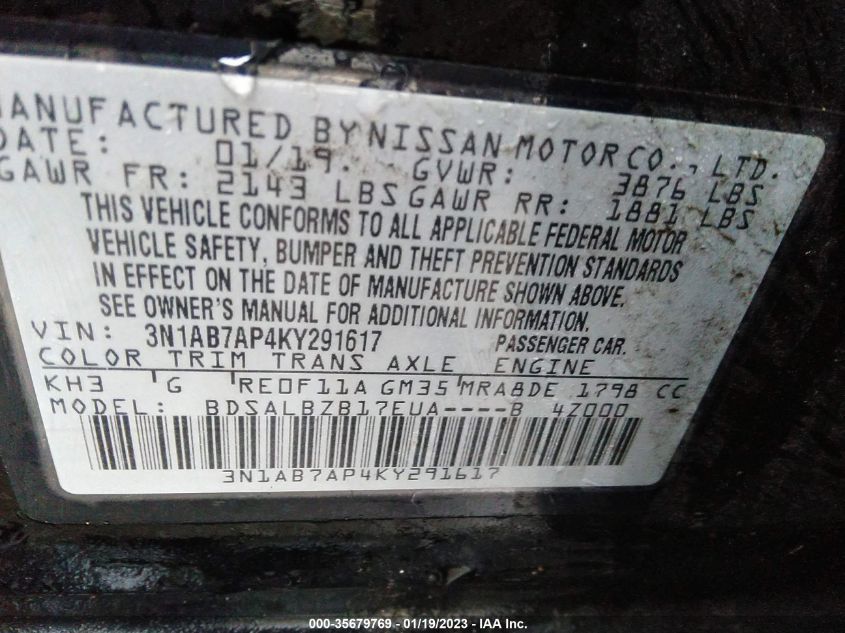 MANUFACTURED BY NISSAN MOTOR CO., LTD.
DATE: 01/19. GVWR: 3876 LBS
GAWR FR: 2143 LBS GAWR RR: 1881 LBS
THIS VEHICLE CONFORMS TO ALL APPLICABLE FEDERAL MOTOR
VEHICLE SAFETY, BUMPER AND THEFT PREVENTION STANDARDS
IN EFFECT ON THE DATE OF MANUFACTURE SHOWN ABOVE.
SEE OWNER'S MANUAL FOR ADDITIONAL INFORMATION.
VIN: 3N1AB7AP4KY291617 PASSENGER CAR.
COLOR TRIM TRANS AXLE ENGINE
KH3 G RE0F11A GM35 MRA8DE 1798 CC
MODEL: BDSALBZB17EUA----B 4Z000
3N1AB7AP4KY291617
000-35679769 - 01/19/2023 - IAA Inc.